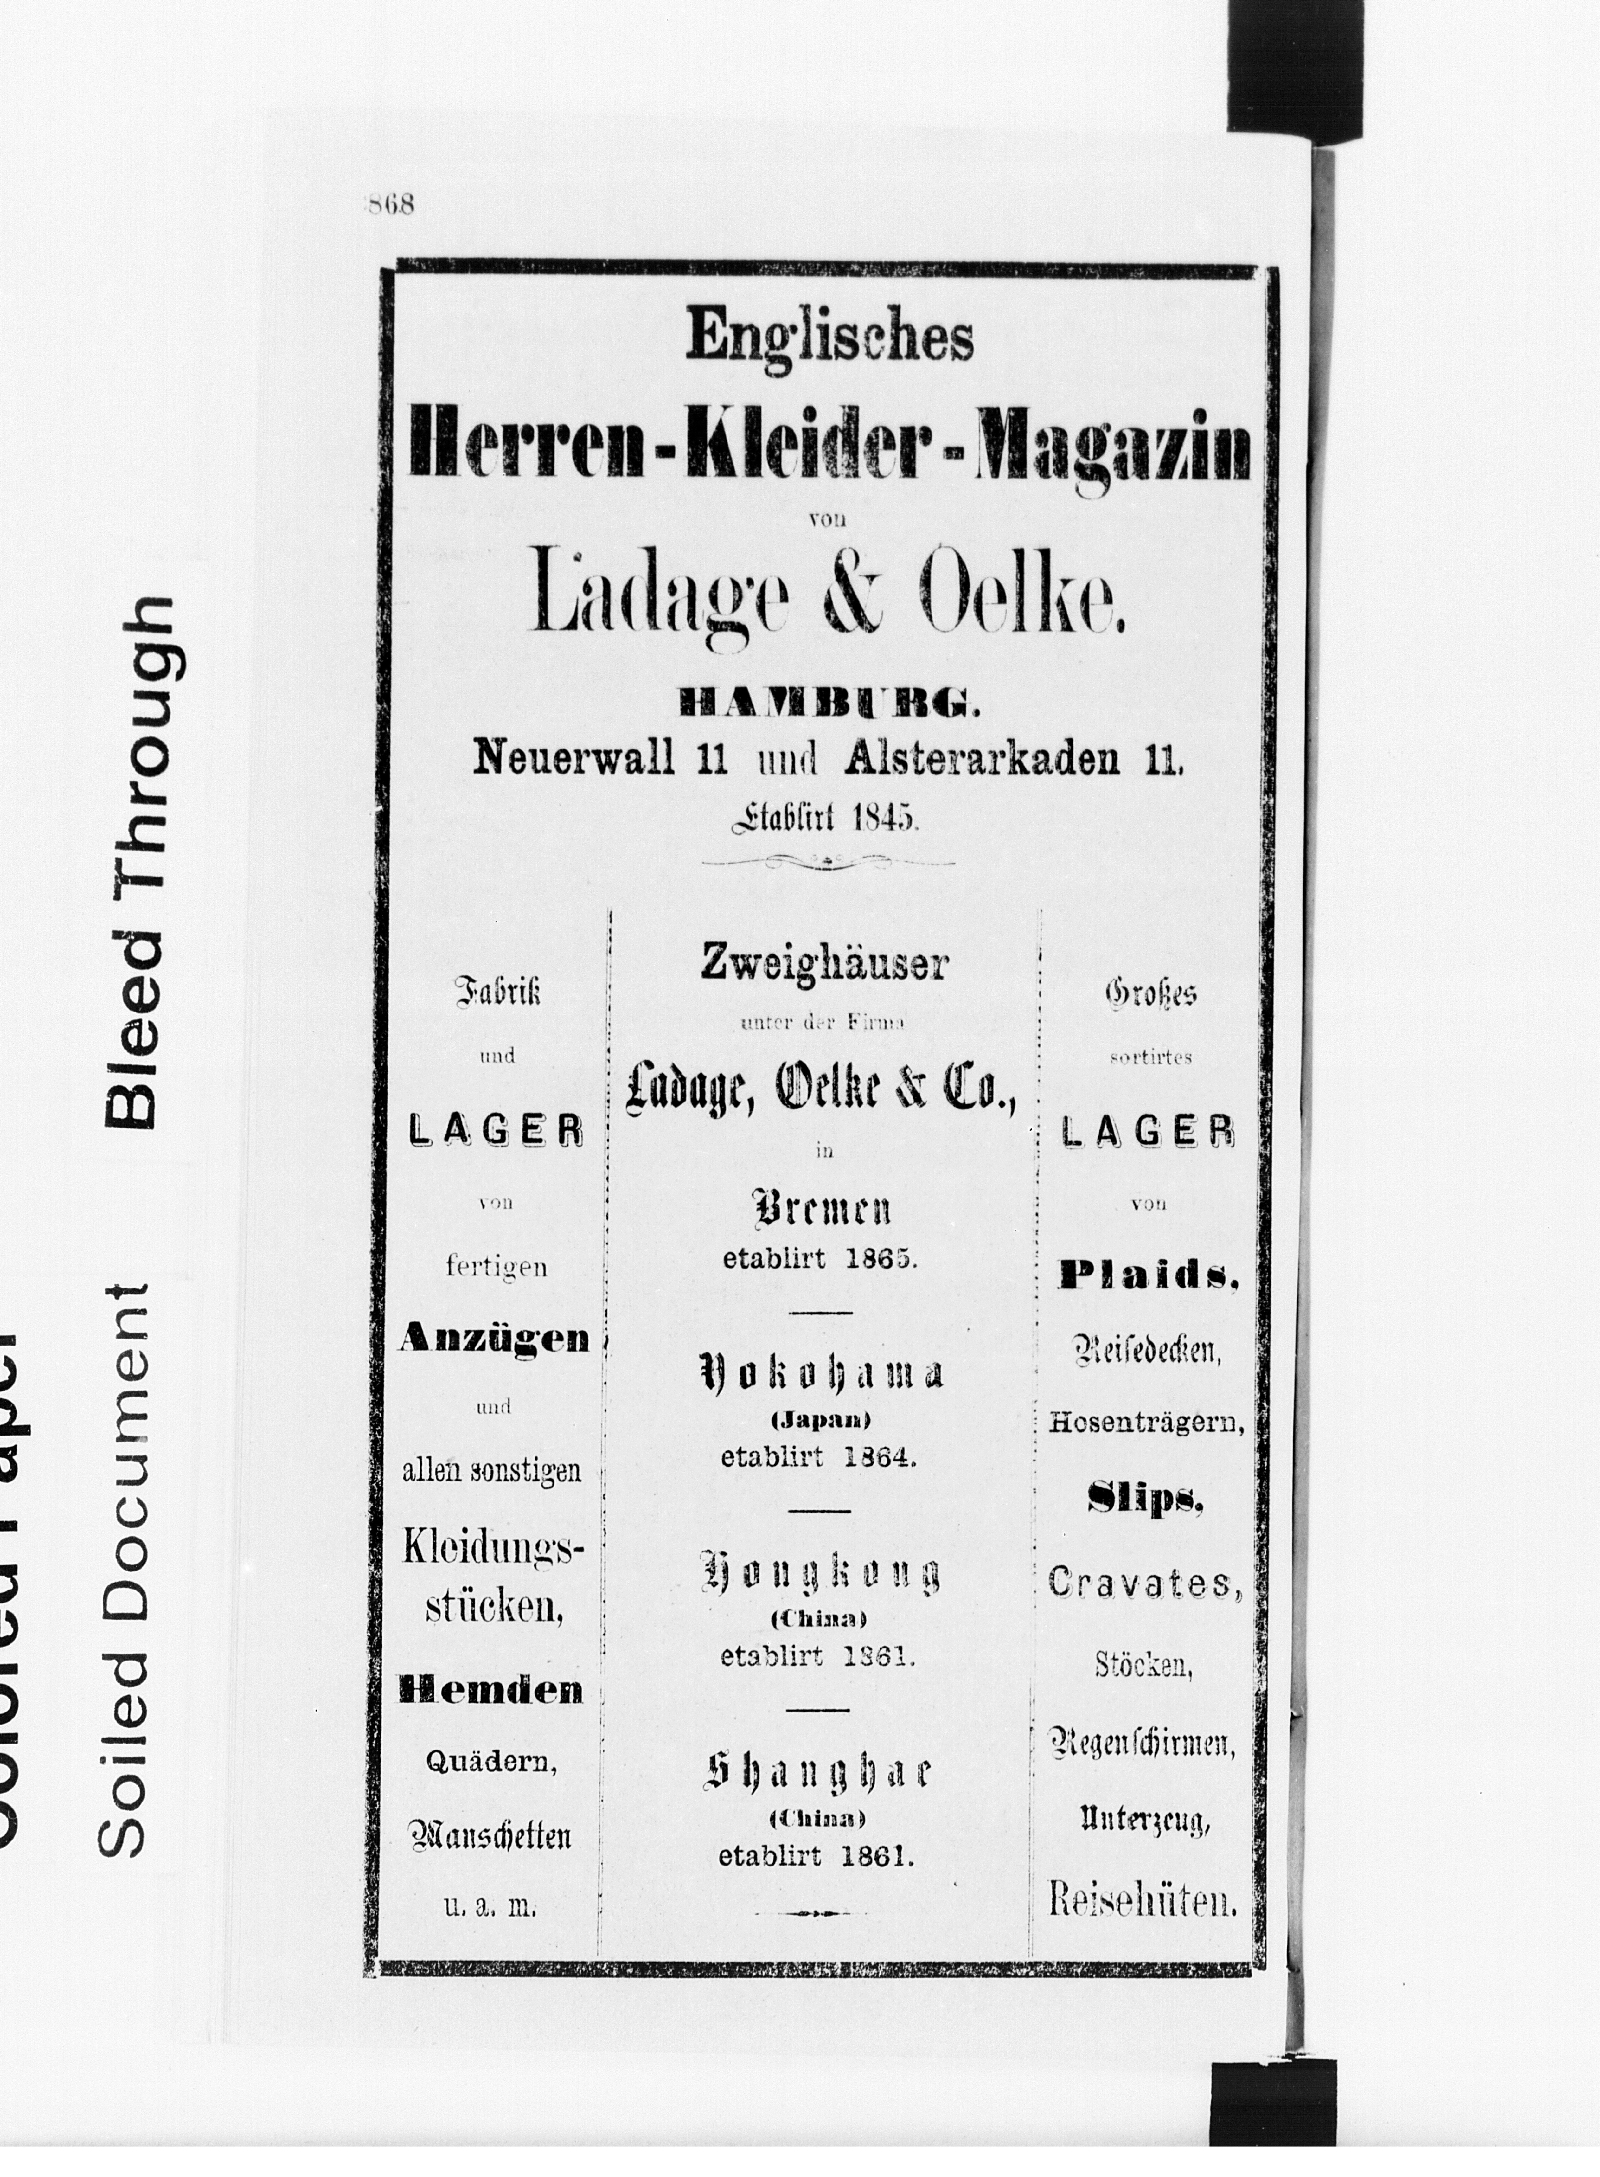 868
Englisches
Herren-Kleider-Magazin
von
Ladage & Oelke.
HAMBURG.
Neuerwall 11 und Alsterarkaden 11.
Etablirt 1845.
Fabrik
und
LAGER
von
fertigen
Anzügen
und
allen sonstigen
Kleidungs-
stücken,
Hemden
Quädern,
Manschetten
u. a. m.
Zweighäuser
unter der Firma
Ladage, Oelke & Co.,
in
Bremen
etablirt 1865.
Yokohama
(Japan)
etablirt 1864.
Hongkong
(China)
etablirt 1861.
Shanghae
(China)
etablirt 1861.
Großes
sortirtes
LAGER
von
Plaids,
Reisedecken,
Hosenträgern,
Slips,
Cravates,
Stöcken,
Regenschirmen,
Unterzeug,
Reisehüten.
Bleed Through
Soiled Document